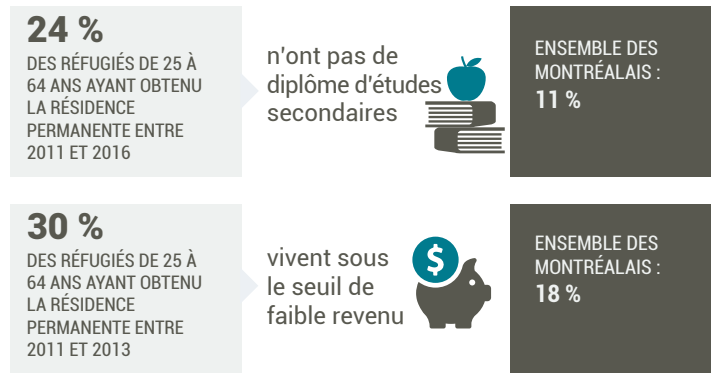 24 %
DES RÉFUGIÉS DE 25 À
64 ANS AYANT OBTENU
LA RÉSIDENCE
PERMANENTE ENTRE
2011 ET 2016
n'ont pas de
diplôme d'études
secondaires
ENSEMBLE DES
MONTRÉALAIS :
11 %
30 %
DES RÉFUGIÉS DE 25 À
64 ANS AYANT OBTENU
LA RÉSIDENCE
PERMANENTE ENTRE
2011 ET 2013
vivent sous
le seuil de
faible revenu
$
ENSEMBLE DES
MONTRÉALAIS :
18 %